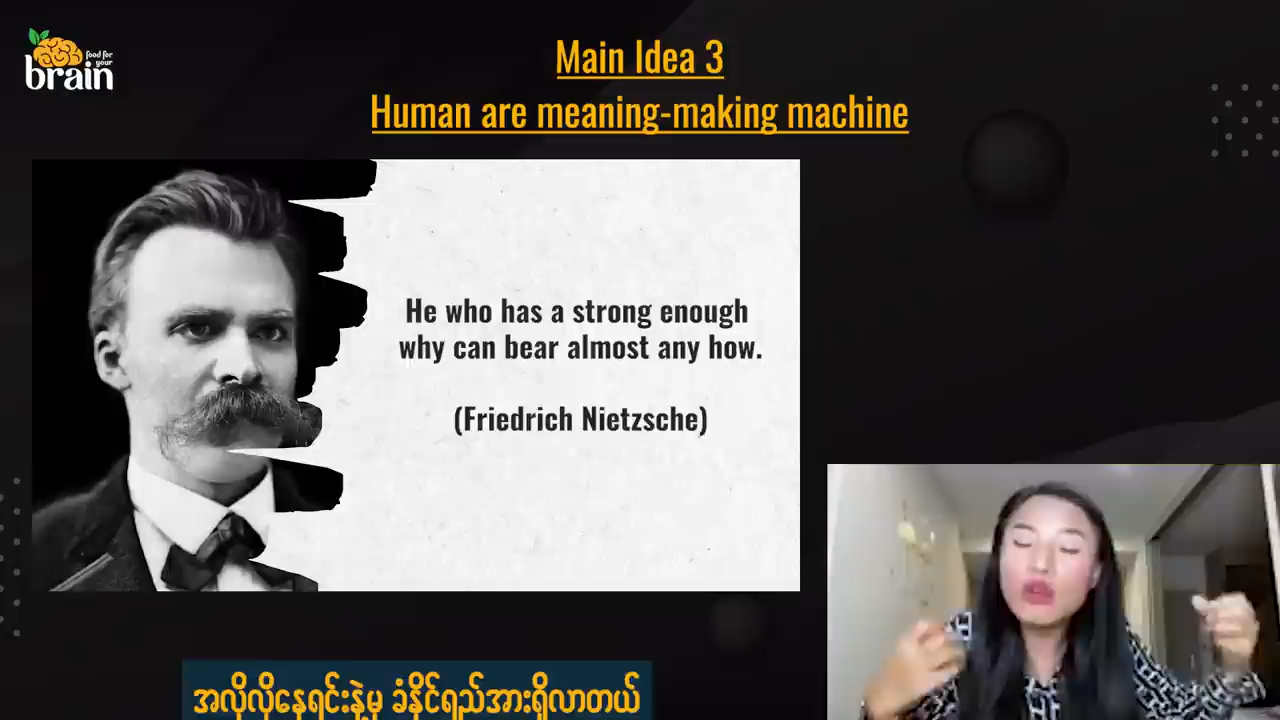 food for
your
brain
Main Idea 3
Human are meaning-making machine
He who has a strong enough
why can bear almost any how.
(Friedrich Nietzsche)
အလိုလိုနေရင်းနဲ့မှ ခံနိုင်ရည်အားရှိလာတယ်